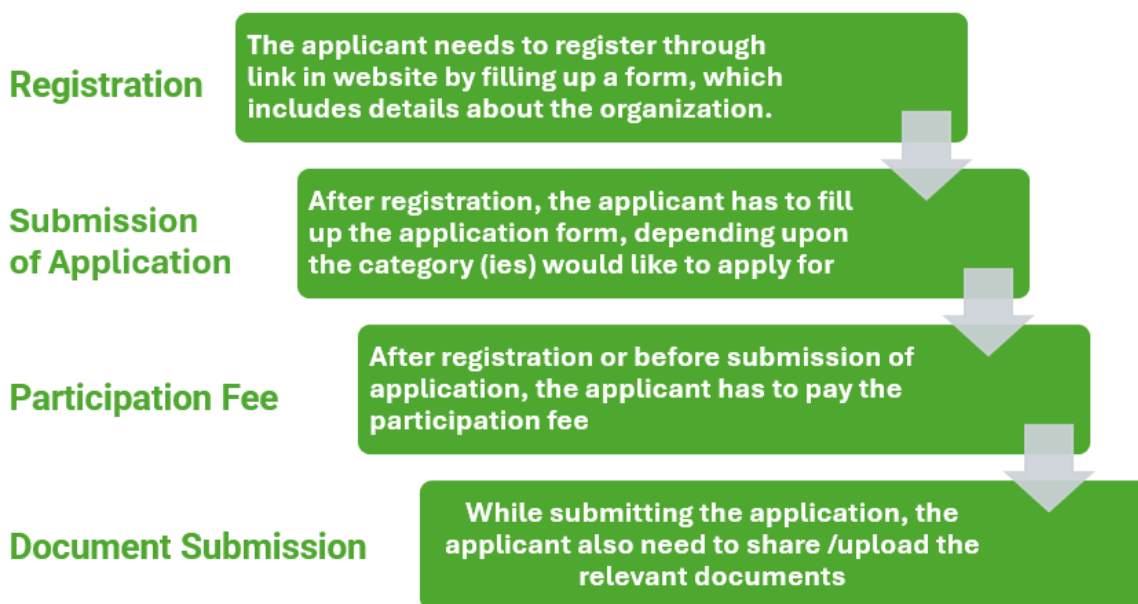 Registration
The applicant needs to register through
link in website by filling up a form, which
includes details about the organization.
Submission
of Application
After registration, the applicant has to fill
up the application form, depending upon
the category (ies) would like to apply for
Participation Fee
After registration or before submission of
application, the applicant has to pay the
participation fee
Document Submission
While submitting the application, the
applicant also need to share /upload the
relevant documents